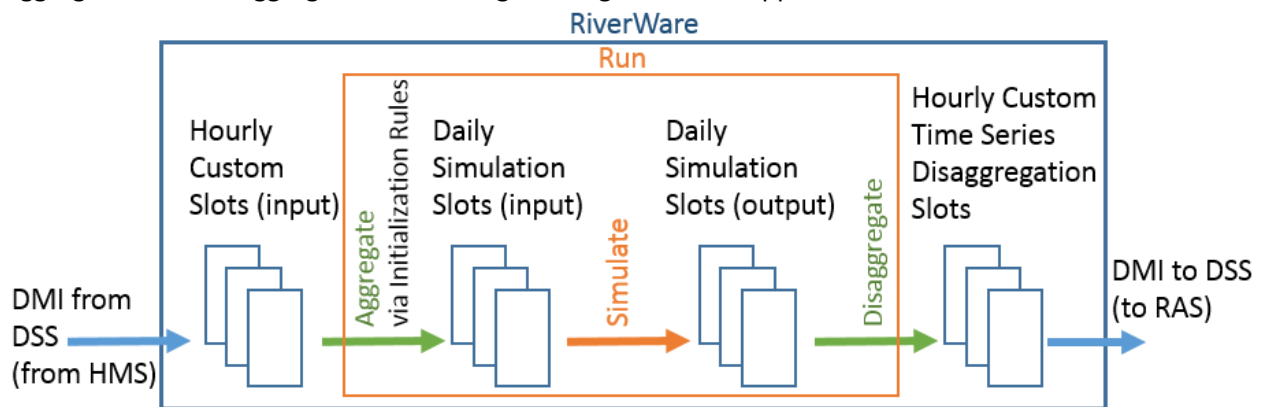 RiverWare
Run
Hourly
Custom
Slots (input)
Aggregate
via Initialization Rules
Daily
Simulation
Slots (input)
Simulate
Daily
Simulation
Slots (output)
Disaggregate
Hourly Custom
Time Series
Disaggregation
Slots
DMI from
DSS
(from HMS)
DMI to DSS
(to RAS)